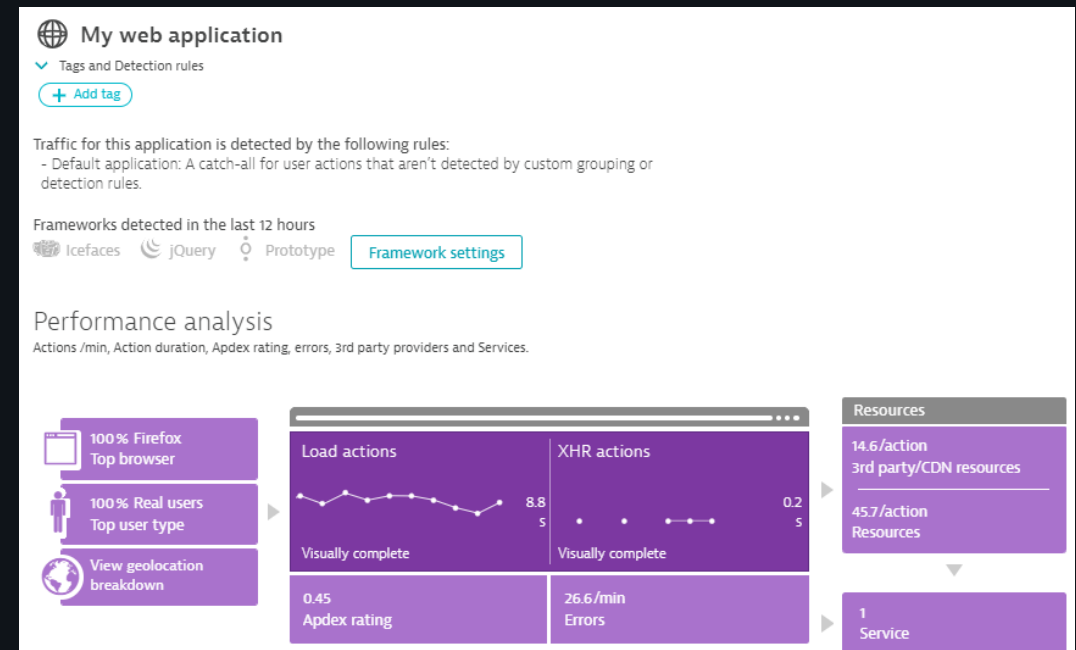 My web application
Tags and Detection rules
+ Add tag
Traffic for this application is detected by the following rules:
- Default application: A catch-all for user actions that aren't detected by custom grouping or
detection rules.
Frameworks detected in the last 12 hours
Icefaces jQuery Prototype Framework settings
Performance analysis
Actions /min, Action duration, Apdex rating, errors, 3rd party providers and Services.
100% Firefox
Top browser
100% Real users
Top user type
View geolocation
breakdown
Load actions
8.8
s
Visually complete
XHR actions
0.2
s
Visually complete
0.45
Apdex rating
26.6/min
Errors
Resources
14.6/action
3rd party/CDN resources
45.7/action
Resources
1
Service